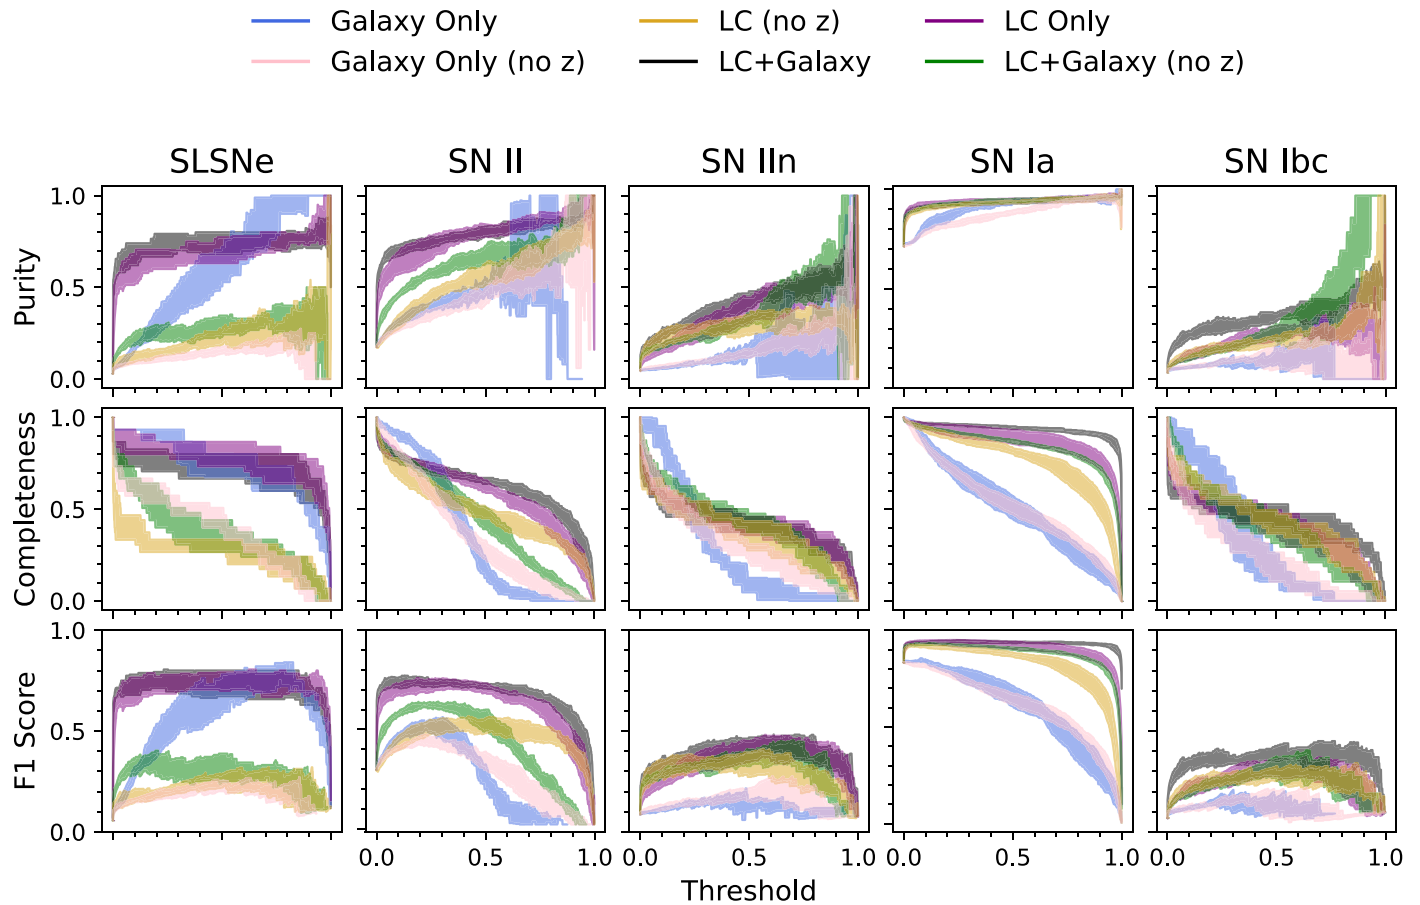 Galaxy Only LC (no z) LC Only
Galaxy Only (no z) LC+Galaxy LC+Galaxy (no z)
SLSNe SN II SN IIn SN Ia SN Ibc
Purity
1.0
0.5
0.0
Completeness
1.0
0.5
0.0
F1 Score
1.0
0.5
0.0
0.0 0.5 1.0 0.0 0.5 1.0 0.0 0.5 1.0 0.0 0.5 1.0
Threshold